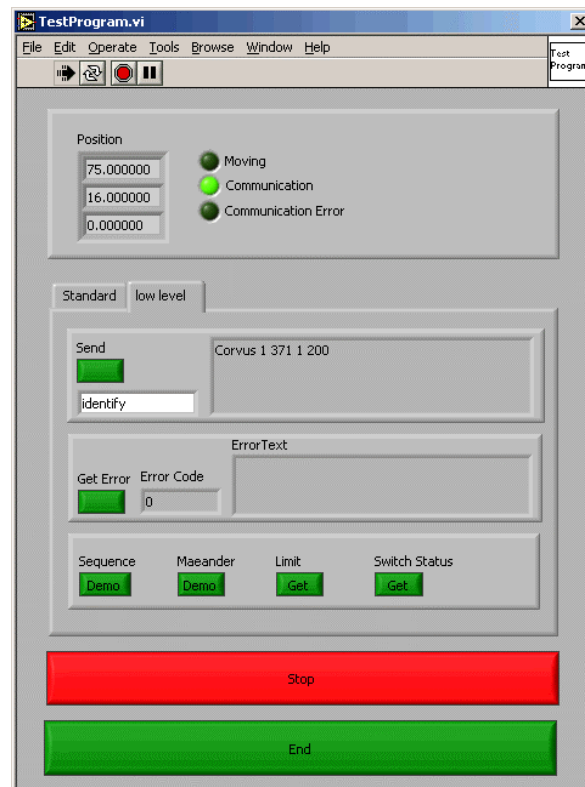 TestProgram.vi
File Edit Operate Tools Browse Window Help
Test
Program
Position
75.000000
16.000000
0.000000
Moving
Communication
Communication Error
Standard
low level
Send
identify
Corvus 1 371 1 200
Get Error
Error Code
0
ErrorText
Sequence
Demo
Maeander
Demo
Limit
Get
Switch Status
Get
Stop
End